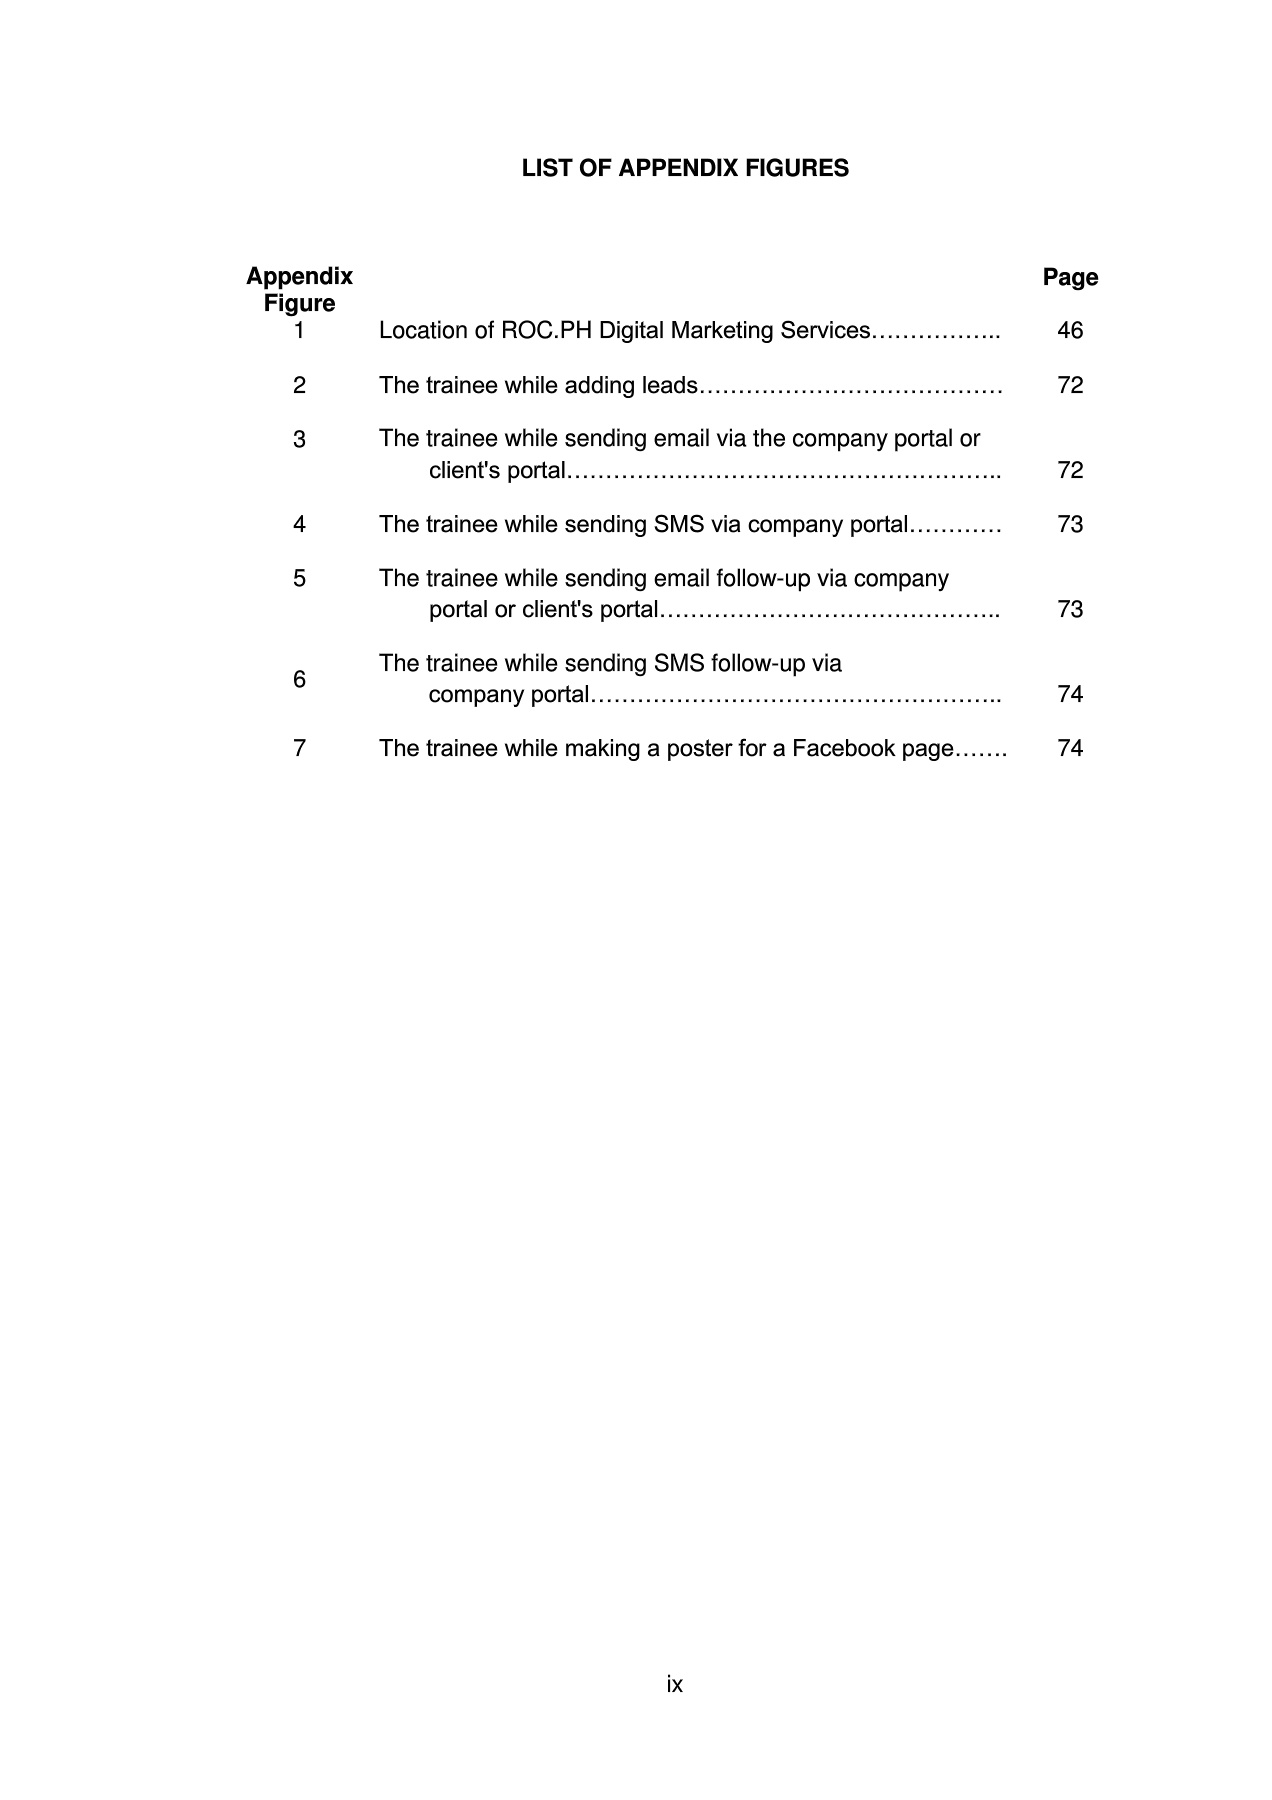 LIST OF APPENDIX FIGURES
Appendix Page
Figure
1 Location of ROC.PH Digital Marketing Services…………….. 46
2 The trainee while adding leads………………………………… 72
3 The trainee while sending email via the company portal or
client's portal……………………………………………….. 72
4 The trainee while sending SMS via company portal………… 73
5 The trainee while sending email follow-up via company
portal or client's portal…………………………………….. 73
6 The trainee while sending SMS follow-up via
company portal…………………………………………….. 74
7 The trainee while making a poster for a Facebook page……. 74
ix